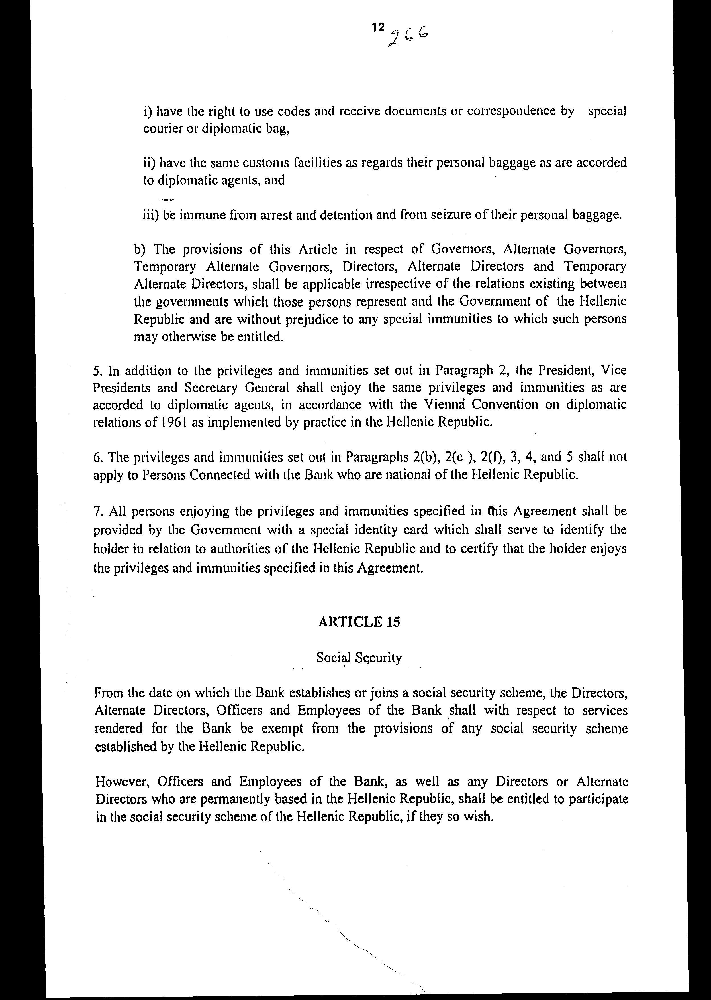 12
266
i) have the right to use codes and receive documents or correspondence by special
courier or diplomatic bag,
ii) have the same customs facilities as regards their personal baggage as are accorded
to diplomatic agents, and
iii) be immune from arrest and detention and from seizure of their personal baggage.
b) The provisions of this Article in respect of Governors, Alternate Governors,
Temporary Alternate Governors, Directors, Alternate Directors and Temporary
Alternate Directors, shall be applicable irrespective of the relations existing between
the governments which those persons represent and the Government of the Hellenic
Republic and are without prejudice to any special immunities to which such persons
may otherwise be entitled.
5. In addition to the privileges and immunities set out in Paragraph 2, the President, Vice
Presidents and Secretary General shall enjoy the same privileges and immunities as are
accorded to diplomatic agents, in accordance with the Vienna Convention on diplomatic
relations of 1961 as implemented by practice in the Hellenic Republic.
6. The privileges and immunities set out in Paragraphs 2(b), 2(c ), 2(f), 3, 4, and 5 shall not
apply to Persons Connected with the Bank who are national of the Hellenic Republic.
7. All persons enjoying the privileges and immunities specified in this Agreement shall be
provided by the Government with a special identity card which shall serve to identify the
holder in relation to authorities of the Hellenic Republic and to certify that the holder enjoys
the privileges and immunities specified in this Agreement.
ARTICLE 15
Social Security
From the date on which the Bank establishes or joins a social security scheme, the Directors,
Alternate Directors, Officers and Employees of the Bank shall with respect to services
rendered for the Bank be exempt from the provisions of any social security scheme
established by the Hellenic Republic.
However, Officers and Employees of the Bank, as well as any Directors or Alternate
Directors who are permanently based in the Hellenic Republic, shall be entitled to participate
in the social security scheme of the Hellenic Republic, if they so wish.